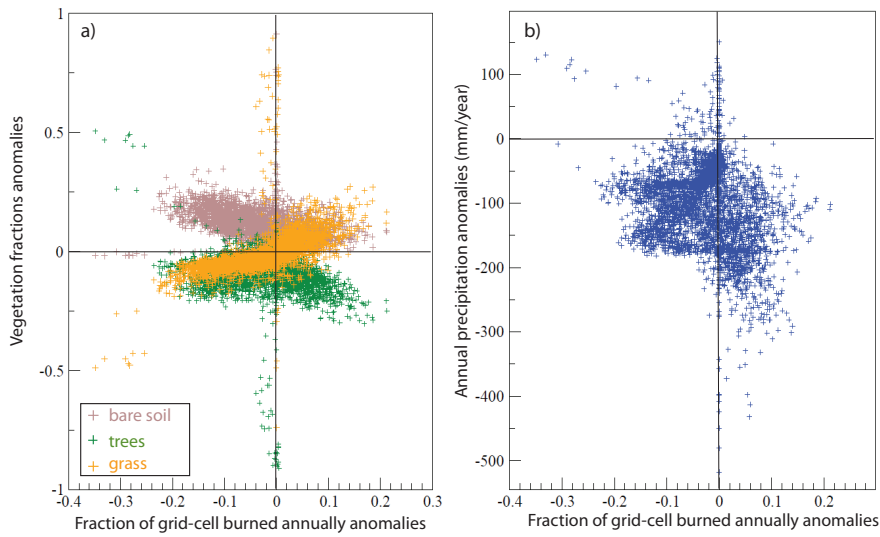 a)
Vegetation fractions anomalies
1
0.5
0
-0.5
-1
bare soil
trees
grass
-0.4 -0.3 -0.2 -0.1 0 0.1 0.2 0.3
Fraction of grid-cell burned annually anomalies
b)
Annual precipitation anomalies (mm/year)
100
0
-100
-200
-300
-400
-500
-0.4 -0.3 -0.2 -0.1 0 0.1 0.2
Fraction of grid-cell burned annually anomalies